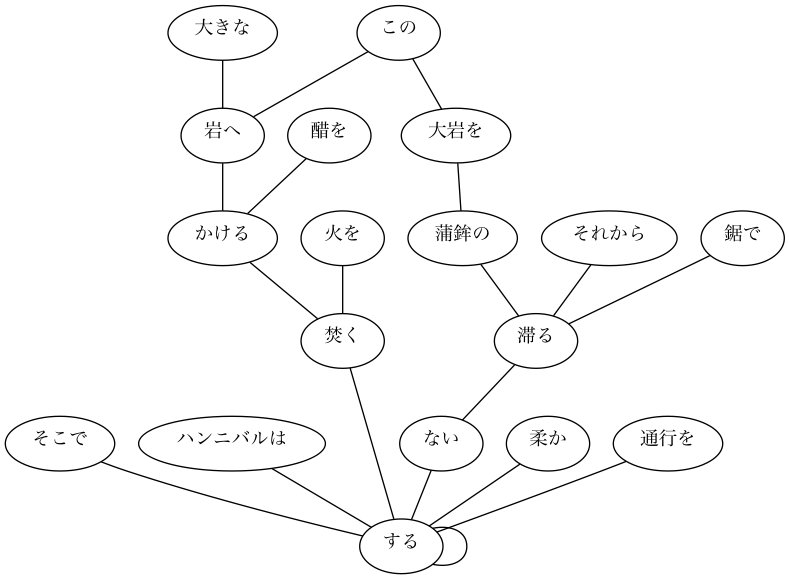 大きな この
岩へ 醋を 大岩を
かける 火を 蒲鉾の それから 鋸で
焚く 滞る
そこで ハンニバルは ない 柔か 通行を
する